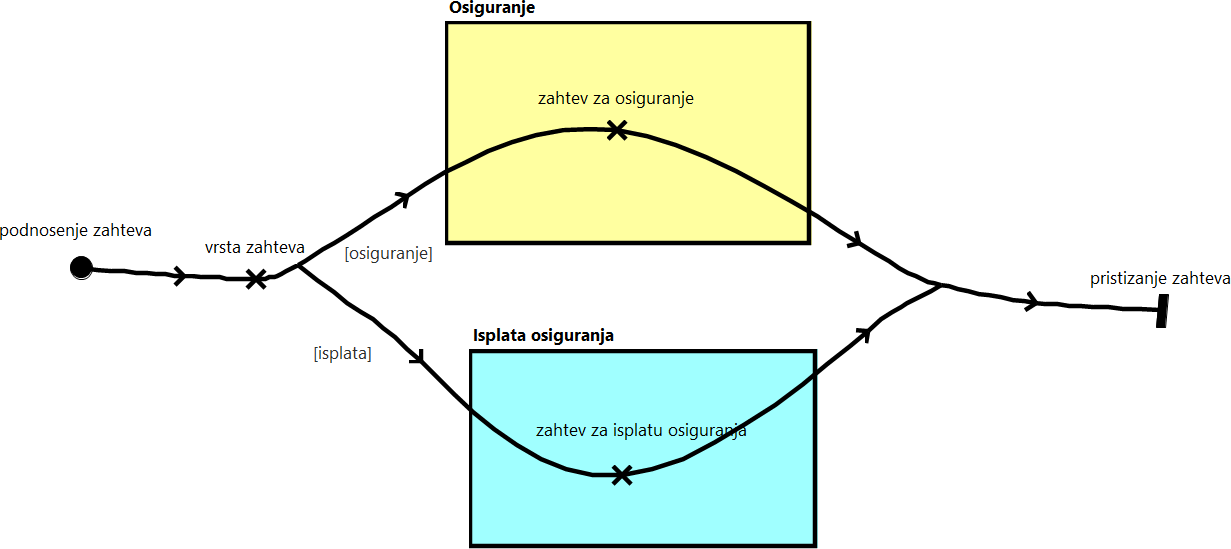 Osiguranje
zahtev za osiguranje
podnosenje zahteva
vrsta zahteva
[osiguranje]
pristizanje zahteva
Isplata osiguranja
[isplata]
zahtev za isplatu osiguranja